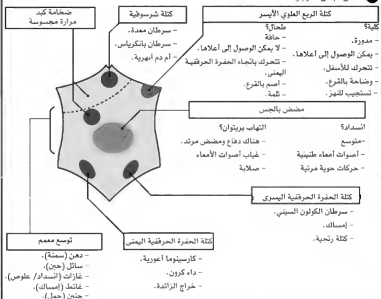 ضخامة كبد
مرارة مجسوسة
كتلة شرسوفية
– سرطان معدة.
– سرطان بانكرياس.
– أم دم أبهرية.
كتلة الربع العلوي الأيسر
طحال؟
– حافة
– لا يمكن الوصول إلى أعلاها.
– تتحرك باتجاه الحفرة الحرقفية
اليمنى.
– أصم بالقرع.
– ثلمة.
كلية؟
– مدورة.
– يمكن الوصول إلى أعلاها.
– تتحرك للأسفل.
– وضاحة بالقرع.
– تستجيب للنهز.
مضض بالجس
انسداد؟
–متوسع
– أصوات أمعاء طنينية
– حركات حوية مرئية
التهاب بريتوان؟
– هناك دفاع ومضض مرتد.
– غياب أصوات الأمعاء
– صلابة
كتلة الحفرة الحرقفية اليسرى
– سرطان الكولون السيني.
– إمساك.
– كتلة رنحية.
كتلة الحفرة الحرقفية اليمنى
– كارسينوما أعورية.
– داء كرون.
– خراج الزائدة.
توسع معمم
– دهن (سمنة).
– سائل (حبن).
– غازات (انسداد/ علوص).
– غائط (إمساك).
– جنين (حمل).